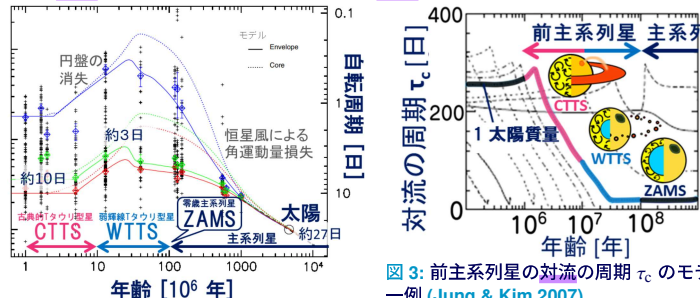 モデル
Envelope
Core
円盤の
消失
約3日
恒星風による
角運動量損失
約10日
古典的Tタウリ型星
CTTS
弱輝線Tタウリ型星
WTTS
零歳主系列星
ZAMS
主系列星
太陽
約27日
0.1
1
10
自転周期 [日]
1
10
100
1000
10⁴
年齢 [10⁶ 年]
400
200
0
対流の周期 τc [日]
前主系列星
主系列
CTTS
1 太陽質量
WTTS
ZAMS
10⁶
10⁷
10⁸
年齢 [年]
図 3: 前主系列星の対流の周期 τc のモデ
一例 (Jung & Kim 2007)